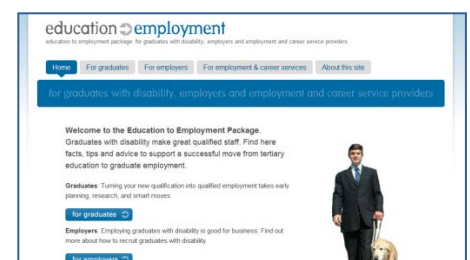 education employment
education to employment package: for graduates with disability, employers and employment and career service providers
Home For graduates For employers For employment & career services About this site
for graduates with disability, employers and employment and career service providers
Welcome to the Education to Employment Package.
Graduates with disability make great qualified staff. Find here
facts, tips and advice to support a successful move from tertiary
education to graduate employment.
Graduates: Turning your new qualification into qualified employment takes early
planning, research, and smart moves.
for graduates
Employers: Employing graduates with disability is good for business. Find out
more about how to recruit graduates with disability
for employers